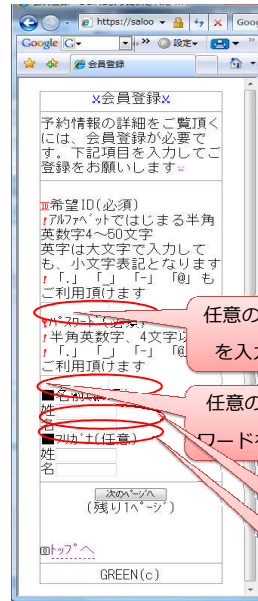 https://saloo
Goo
Google
G
設定
会員登録
x会員登録x
予約情報の詳細をご覧頂く
には、会員登録が必要で
す。下記項目を入力してご
登録をお願いします
希望ID(必須)
!アルファベットではじまる半角
英数字4～50文字
英字は大文字で入力して
も、小文字表記となります
!「.」「_」「-」「@」も
ご利用頂けます
!半角英数字、4文字以
!「.」「_」「-」「@
ご利用頂けます
任意の
を入
任意の
ワードを
姓
名
■フリガナ(任意)
姓
名
次のページへ
(残り1ページ)
トップへ
GREEN(c)